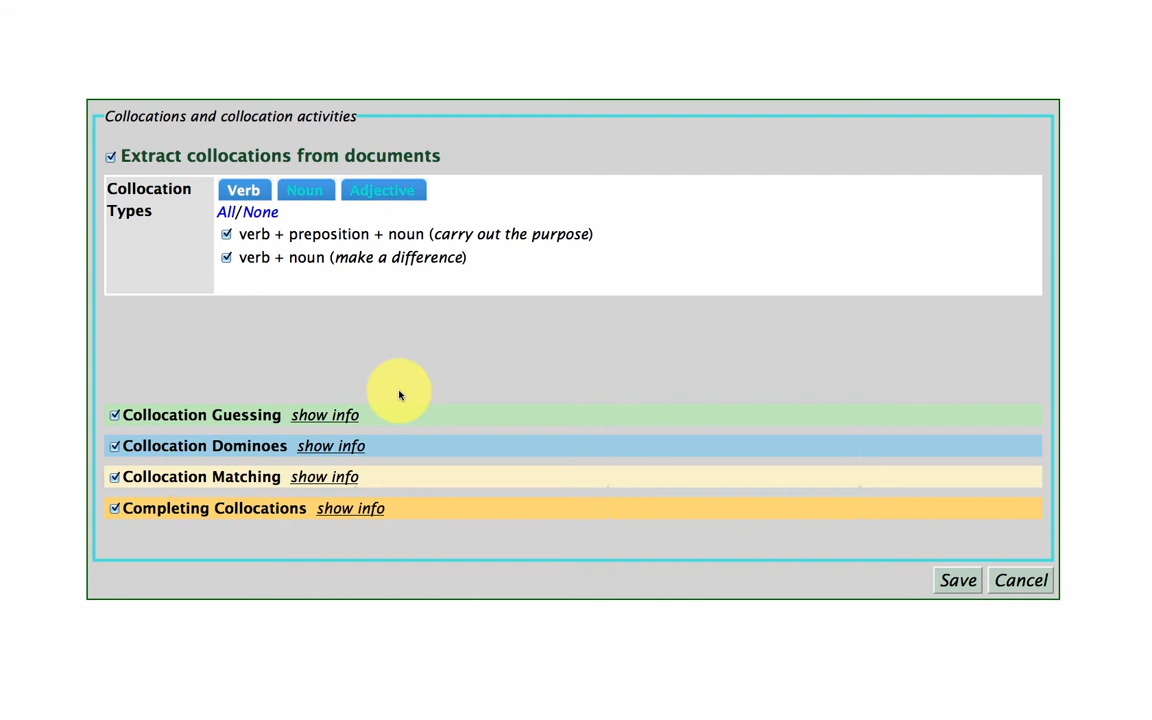 Collocations and collocation activities
Extract collocations from documents
Collocation Types
Verb Noun Adjective
All/None
verb + preposition + noun (carry out the purpose)
verb + noun (make a difference)
Collocation Guessing show info
Collocation Dominoes show info
Collocation Matching show info
Completing Collocations show info
Save Cancel